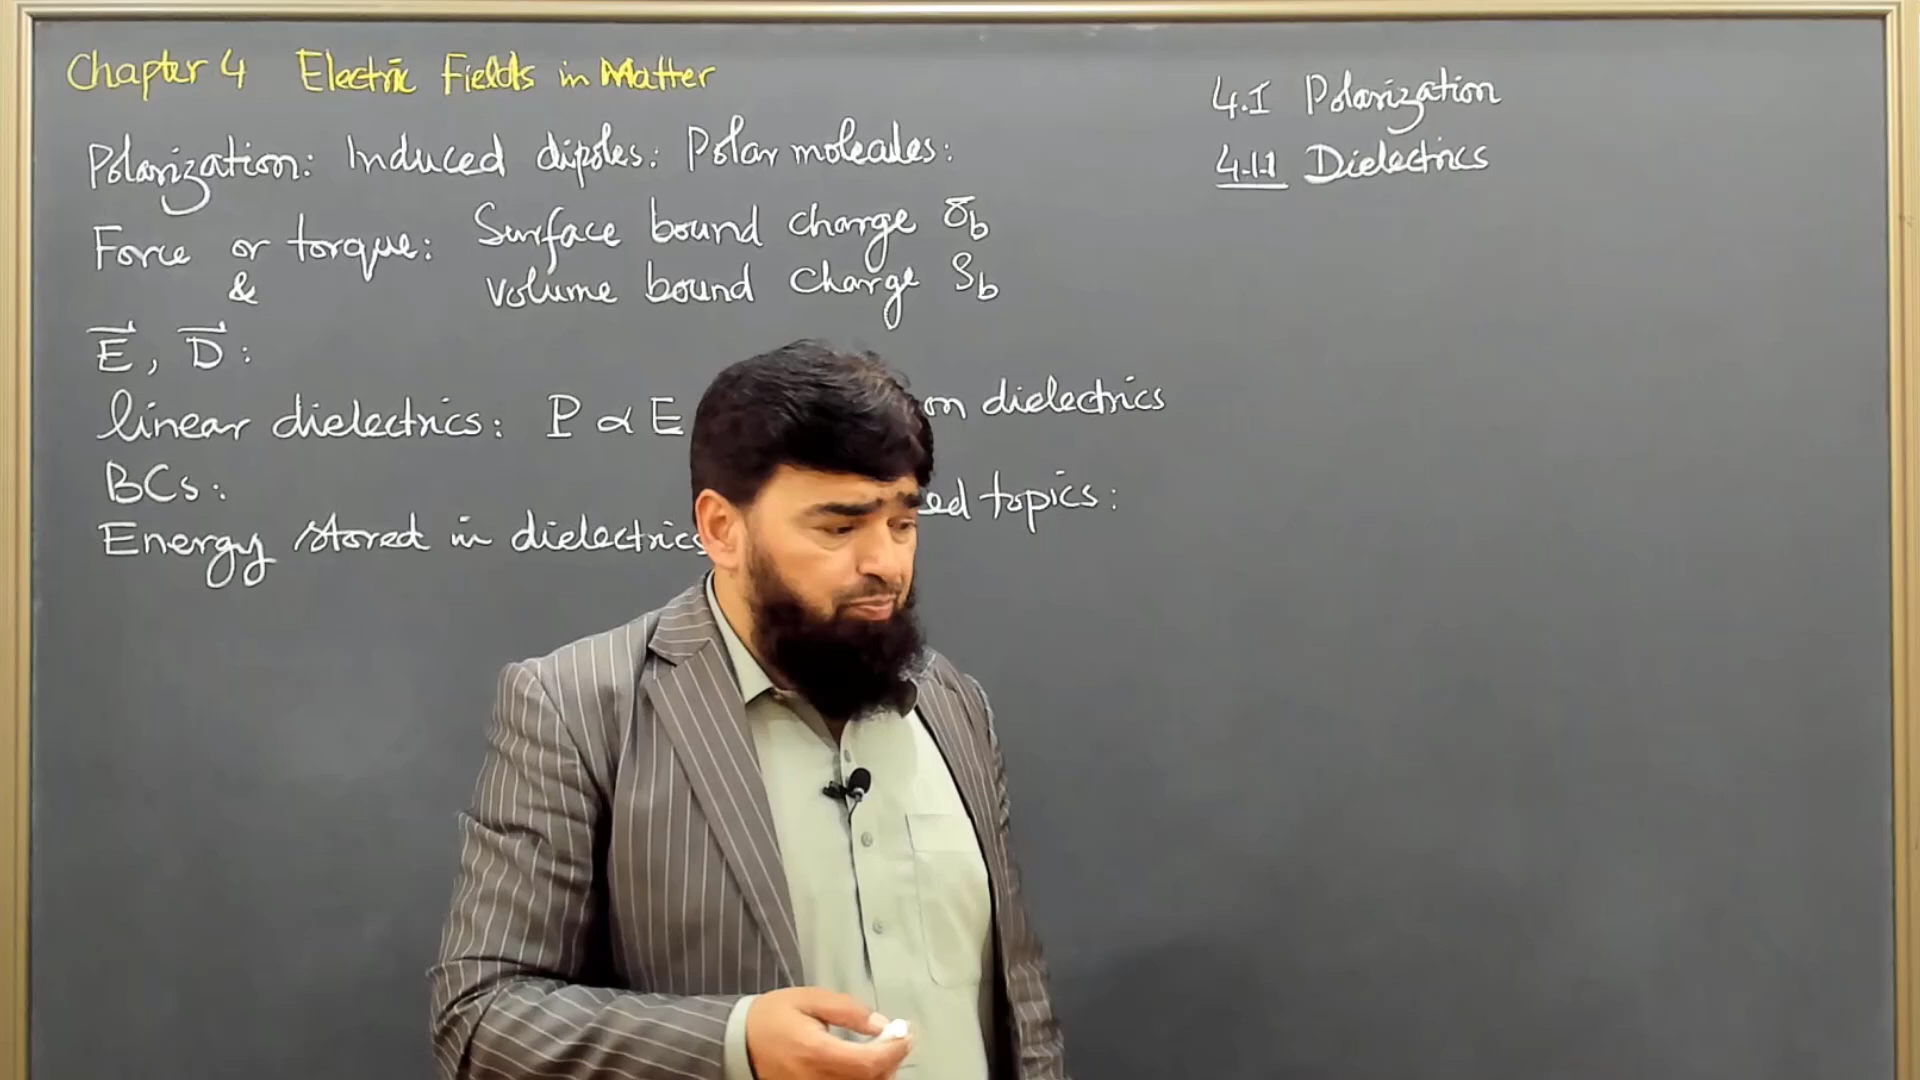 Chapter 4 Electric Fields in Matter
Polarization: Induced dipoles: Polar molecules:
Force or torque: Surface bound charge σb
& volume bound charge ρb
E, D:
linear dielectrics: P ∝ E on dielectrics
BCs: ed topics:
Energy stored in dielectrics
4.1 Polarization
4.1.1 Dielectrics